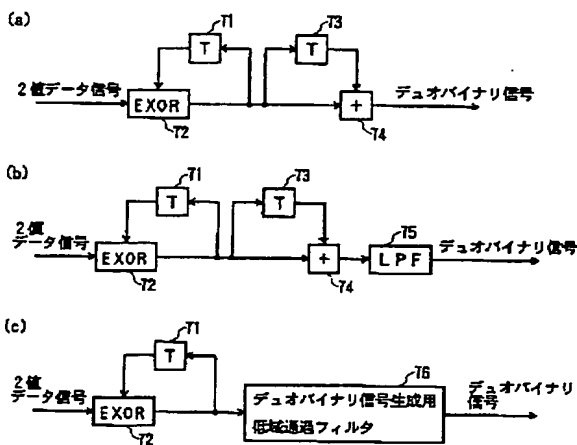 (a)
71
T
73
T
2値データ信号
EXOR
72
+
74
デュオバイナリ信号
(b)
71
T
73
T
2値
データ信号
EXOR
72
+
74
75
LPF
デュオバイナリ信号
(c)
71
T
2値
データ信号
EXOR
72
76
デュオバイナリ信号生成用
低域通過フィルタ
デュオバイナリ
信号